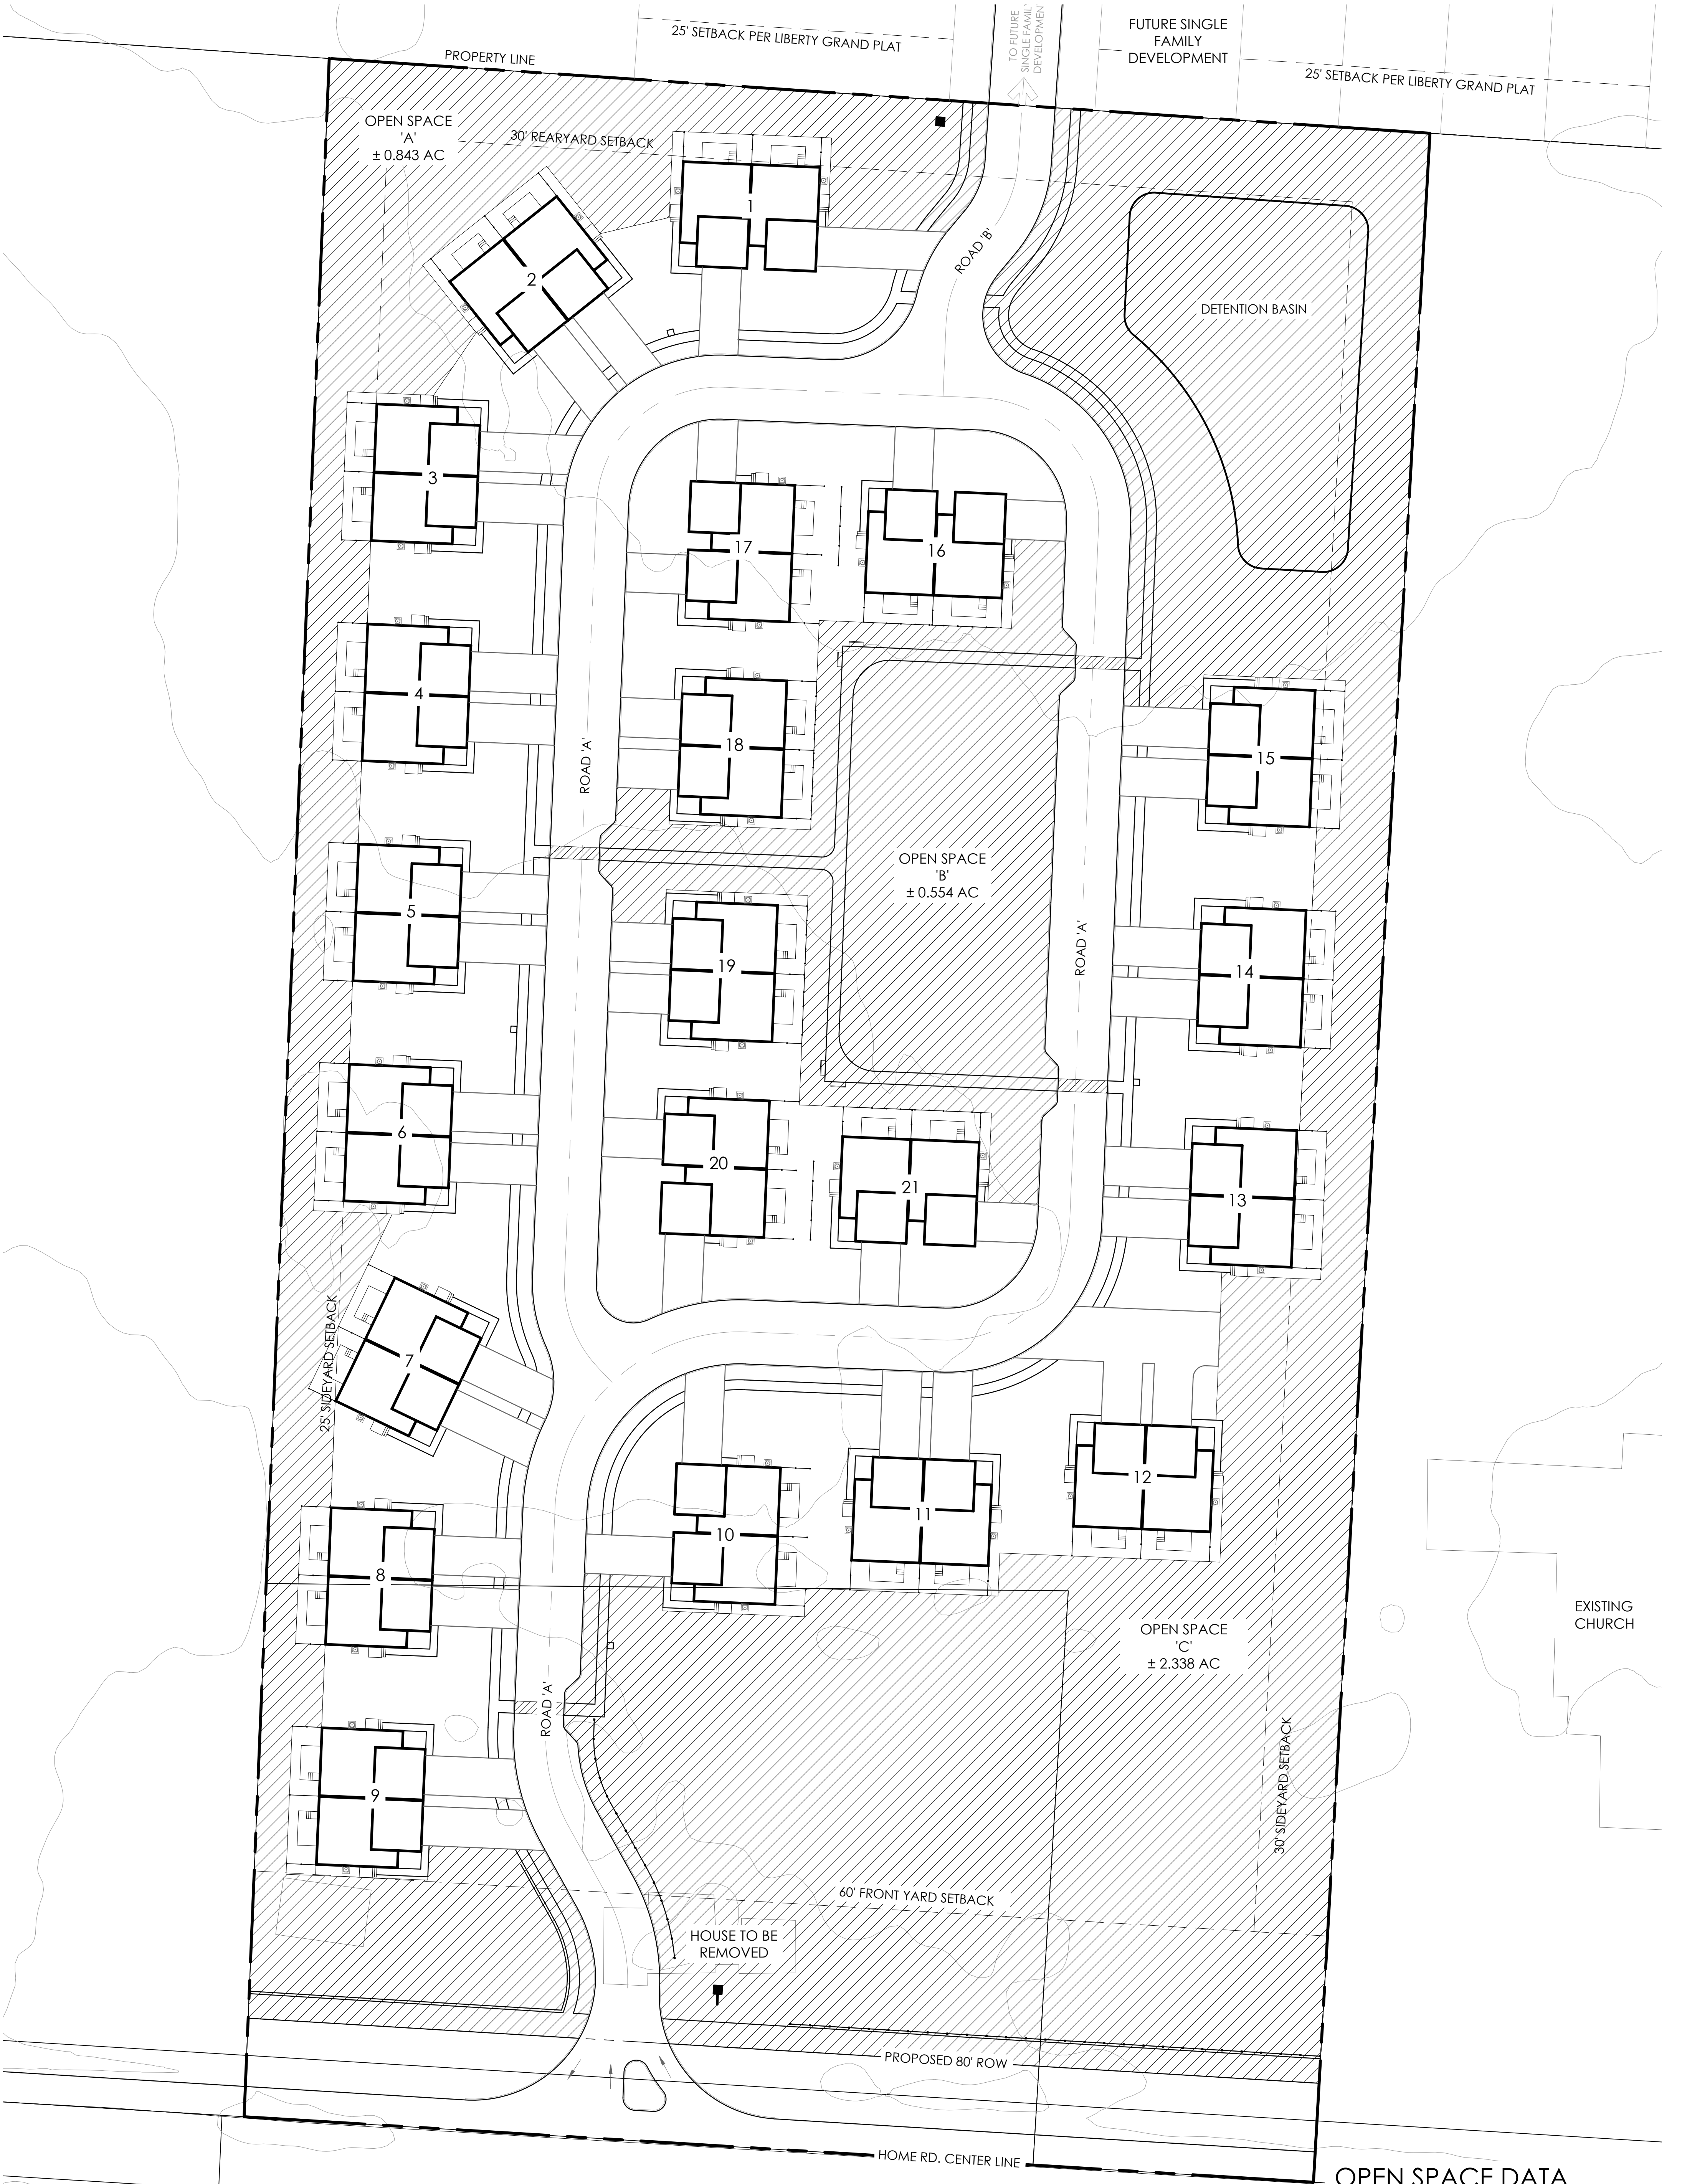 TO FUTURE
SINGLE FAMILY
DEVELOPMENT
FUTURE SINGLE
FAMILY
DEVELOPMENT
25' SETBACK PER LIBERTY GRAND PLAT
25' SETBACK PER LIBERTY GRAND PLAT
PROPERTY LINE
OPEN SPACE
'A'
± 0.843 AC
30' REARYARD SETBACK
1
ROAD 'B'
2
DETENTION BASIN
3
17
16
4
18
15
ROAD 'A'
OPEN SPACE
'B'
± 0.554 AC
5
19
ROAD 'A'
14
6
20
21
13
25' SIDEYARD SETBACK
7
12
11
10
8
OPEN SPACE
'C'
± 2.338 AC
EXISTING
CHURCH
ROAD 'A'
9
30' SIDEYARD SETBACK
60' FRONT YARD SETBACK
HOUSE TO BE
REMOVED
PROPOSED 80' ROW
HOME RD. CENTER LINE
OPEN SPACE DATA